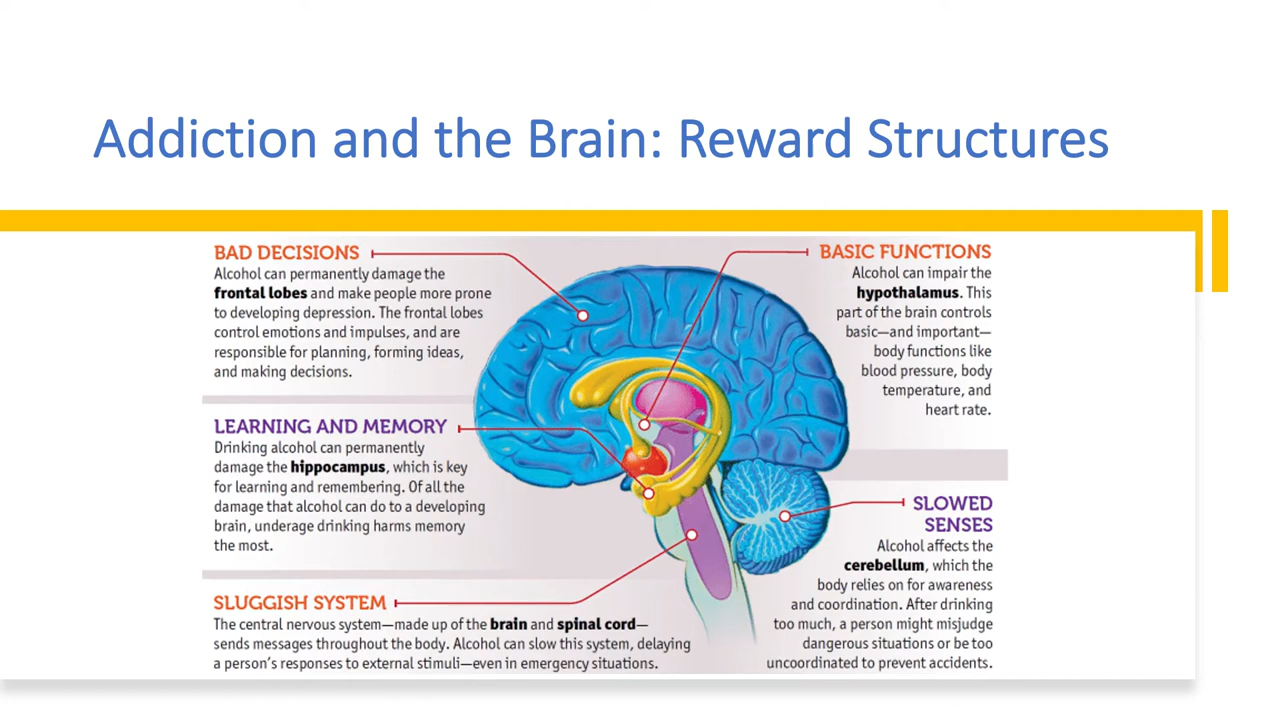 Addiction and the Brain: Reward Structures
BAD DECISIONS
Alcohol can permanently damage the
frontal lobes and make people more prone
to developing depression. The frontal lobes
control emotions and impulses, and are
responsible for planning, forming ideas,
and making decisions.
LEARNING AND MEMORY
Drinking alcohol can permanently
damage the hippocampus, which is key
for learning and remembering. Of all the
damage that alcohol can do to a developing
brain, underage drinking harms memory
the most.
SLUGGISH SYSTEM
The central nervous system—made up of the brain and spinal cord—
sends messages throughout the body. Alcohol can slow this system, delaying
a person's responses to external stimuli—even in emergency situations.
BASIC FUNCTIONS
Alcohol can impair the
hypothalamus. This
part of the brain controls
basic—and important—
body functions like
blood pressure, body
temperature, and
heart rate.
SLOWED
SENSES
Alcohol affects the
cerebellum, which the
body relies on for awareness
and coordination. After drinking
too much, a person might misjudge
dangerous situations or be too
uncoordinated to prevent accidents.